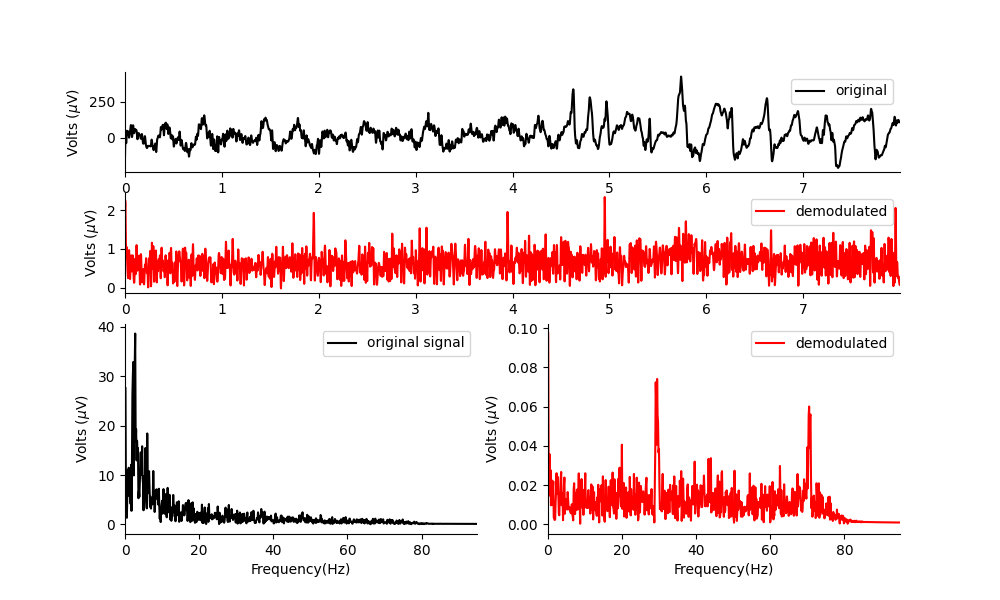 Volts (μV)
250
0
original
0 1 2 3 4 5 6 7
Volts (μV)
2
1
0
demodulated
0 1 2 3 4 5 6 7
Volts (μV)
40
30
20
10
0
original signal
0 20 40 60 80
Frequency(Hz)
Volts (μV)
0.10
0.08
0.06
0.04
0.02
0.00
demodulated
0 20 40 60 80
Frequency(Hz)